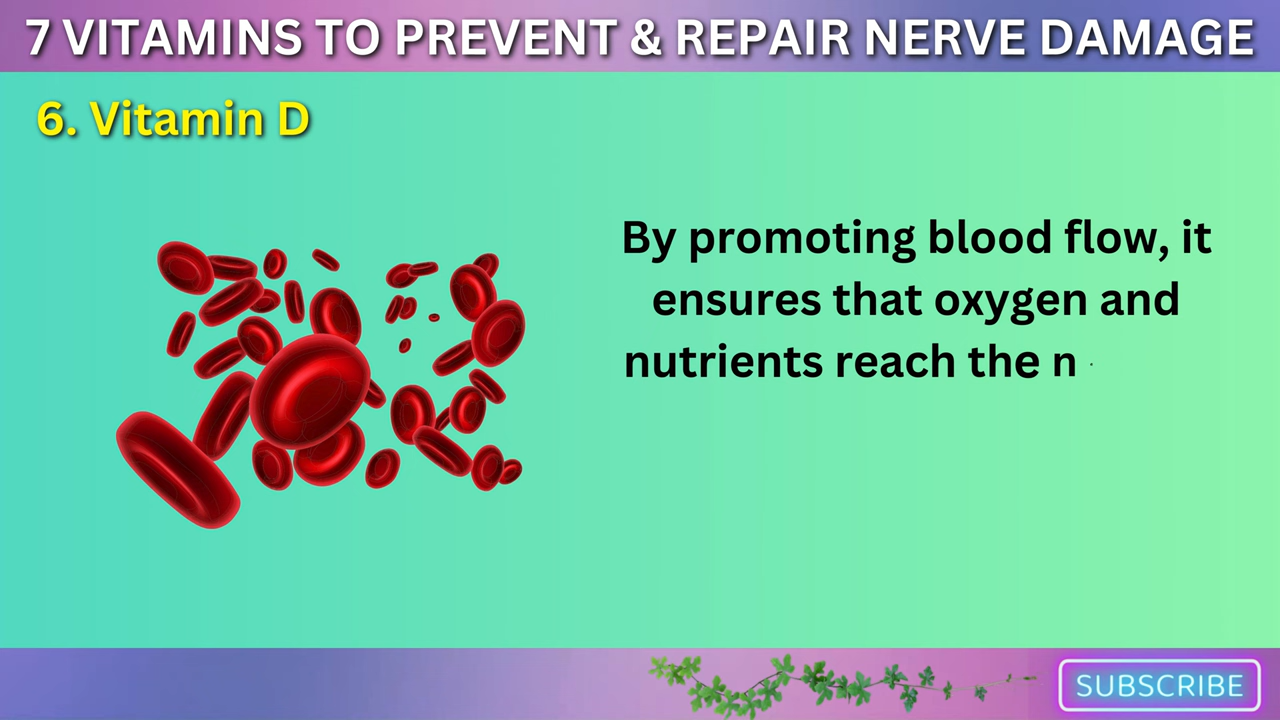 7 VITAMINS TO PREVENT & REPAIR NERVE DAMAGE
6. Vitamin D
By promoting blood flow, it
ensures that oxygen and
nutrients reach the n
SUBSCRIBE